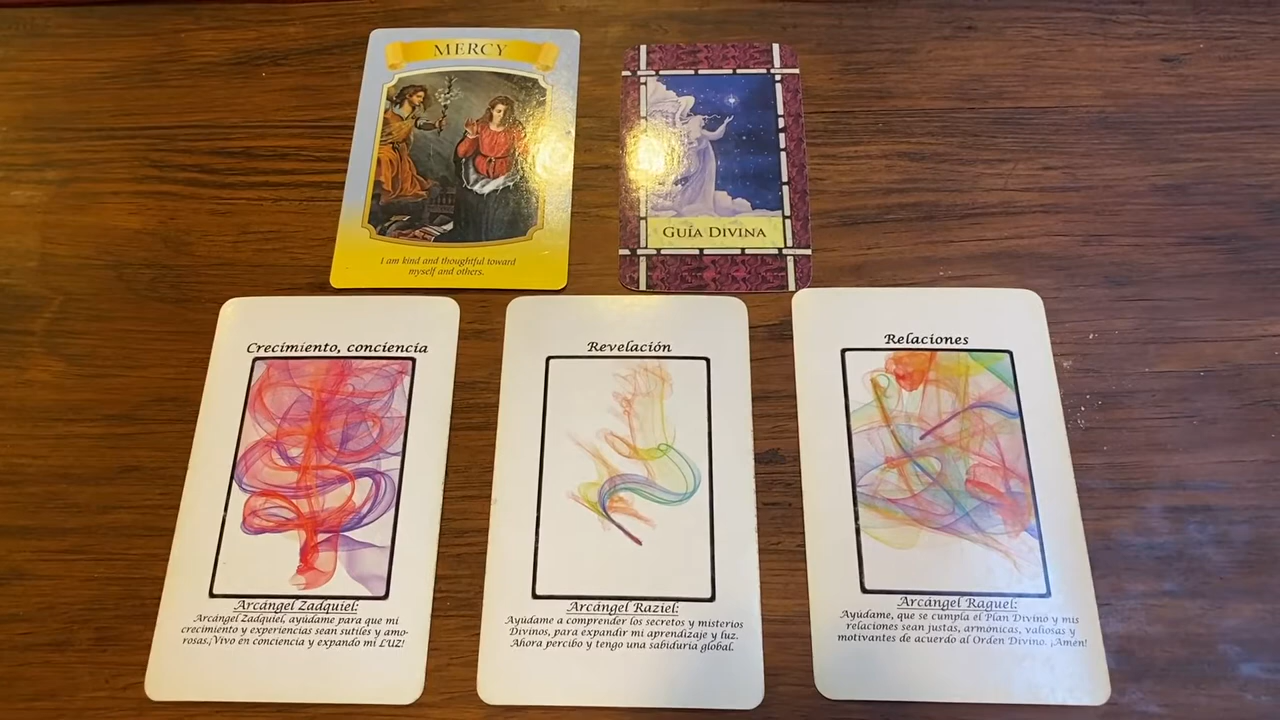 MERCY
I am kind and thoughtful toward
myself and others.
GUÍA DIVINA
Crecimiento, conciencia
Arcángel Zadquiel:
Arcángel Zadquiel, ayúdame para que mi
crecimiento y experiencias sean sutiles y amo-
rosas,¡Vivo en conciencia y expando mi LUZ!
Revelación
Arcángel Raziel:
Ayúdame a comprender los secretos y misterios
Divinos, para expandir mi aprendizaje y luz.
Ahora percibo y tengo una sabiduría global.
Relaciones
Arcángel Raguel:
Ayúdame, que se cumpla el Plan Divino y mis
relaciones sean justas, armónicas, valiosas y
motivantes de acuerdo al Orden Divino. ¡Amén!